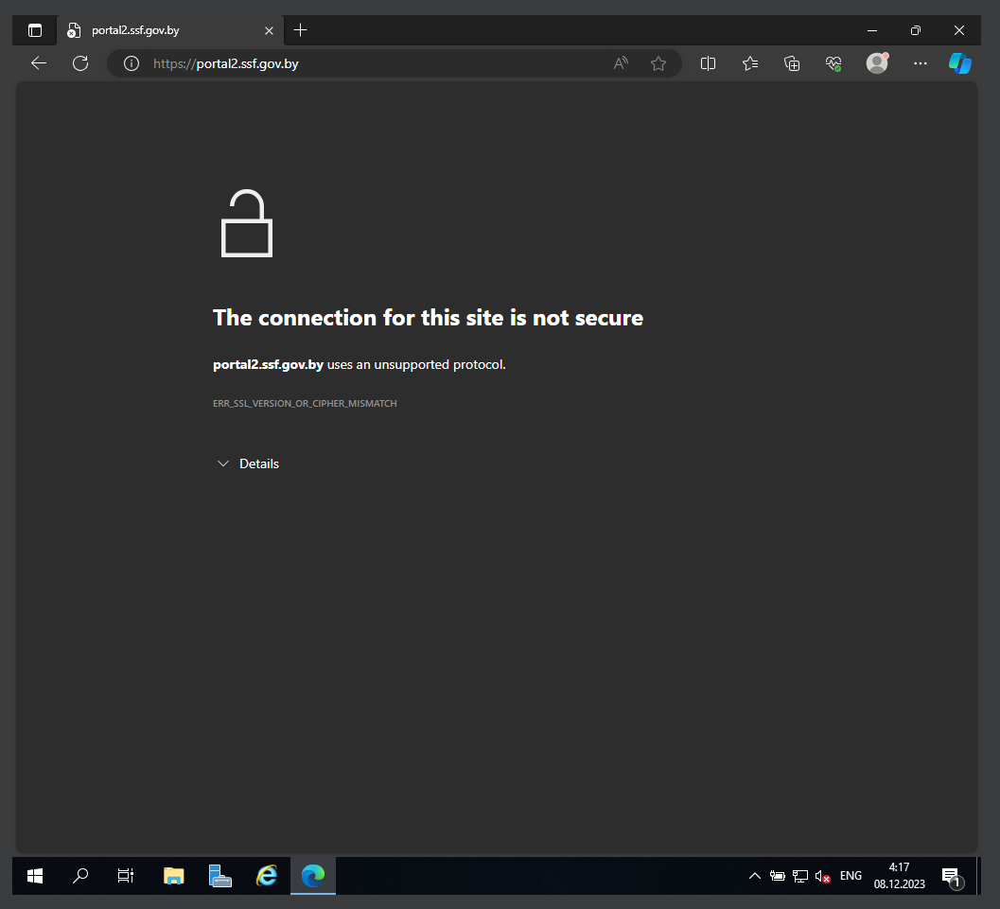 portal2.ssf.gov.by
https://portal2.ssf.gov.by
The connection for this site is not secure
portal2.ssf.gov.by uses an unsupported protocol.
ERR_SSL_VERSION_OR_CIPHER_MISMATCH
Details
ENG
4:17
08.12.2023
1